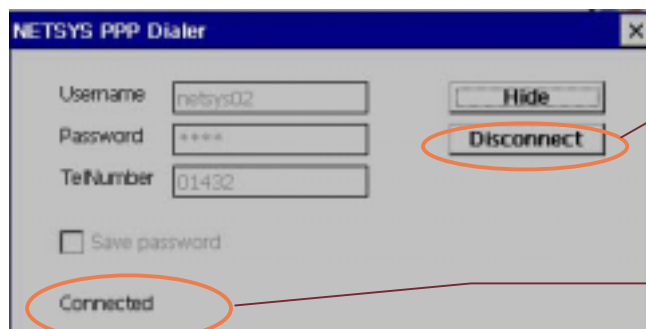 NETSYS PPP Dialer
Username netsys02 Hide
Password **** Disconnect
TelNumber 01432
Save password
Connected